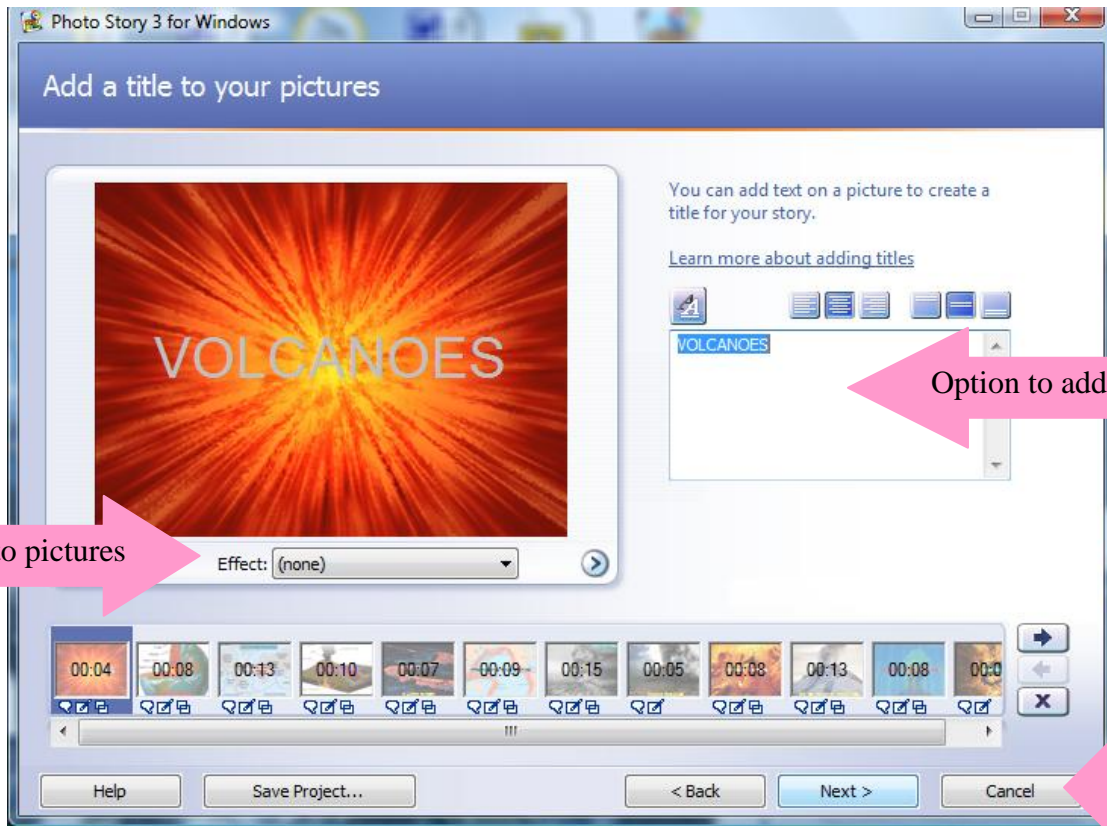 Photo Story 3 for Windows
Add a title to your pictures
You can add text on a picture to create a
title for your story.
Learn more about adding titles
VOLCANOES
VOLCANOES
Option to add
o pictures
Effect: (none)
00:04 00:08 00:13 00:10 00:07 00:09 00:15 00:05 00:08 00:13 00:08 00:0
Help Save Project... < Back Next > Cancel